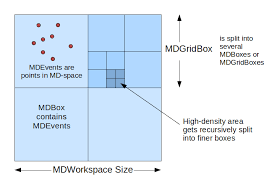 MDEvents are
points in MD-space
MDBox
contains
MDEvents
MDWorkspace Size
MDGridBox
is split into
several
MDBoxes or
MDGridBoxes
High-density area
gets recursively split
into finer boxes